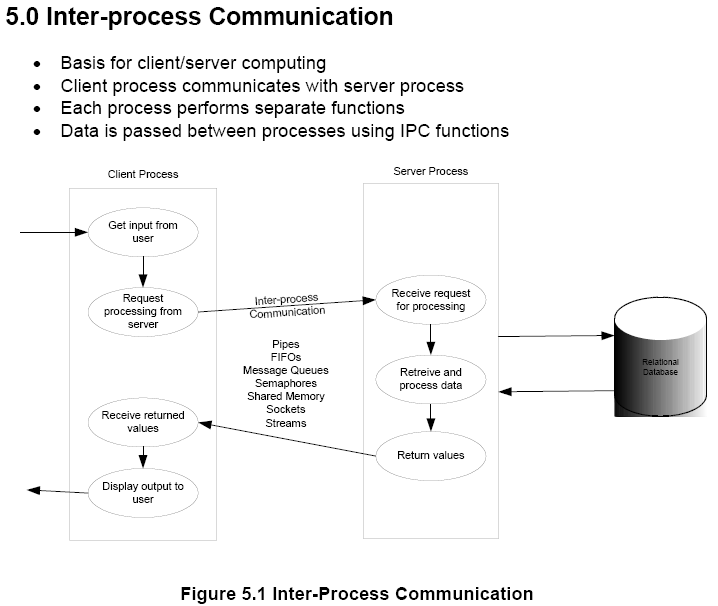 5.0 Inter-process Communication
• Basis for client/server computing
• Client process communicates with server process
• Each process performs separate functions
• Data is passed between processes using IPC functions
Client Process
Get input from
user
Request
processing from
server
Receive returned
values
Display output to
user
Inter-process
Communication
Pipes
FIFOs
Message Queues
Semaphores
Shared Memory
Sockets
Streams
Server Process
Receive request
for processing
Retreive and
process data
Return values
Relational
Database
Figure 5.1 Inter-Process Communication